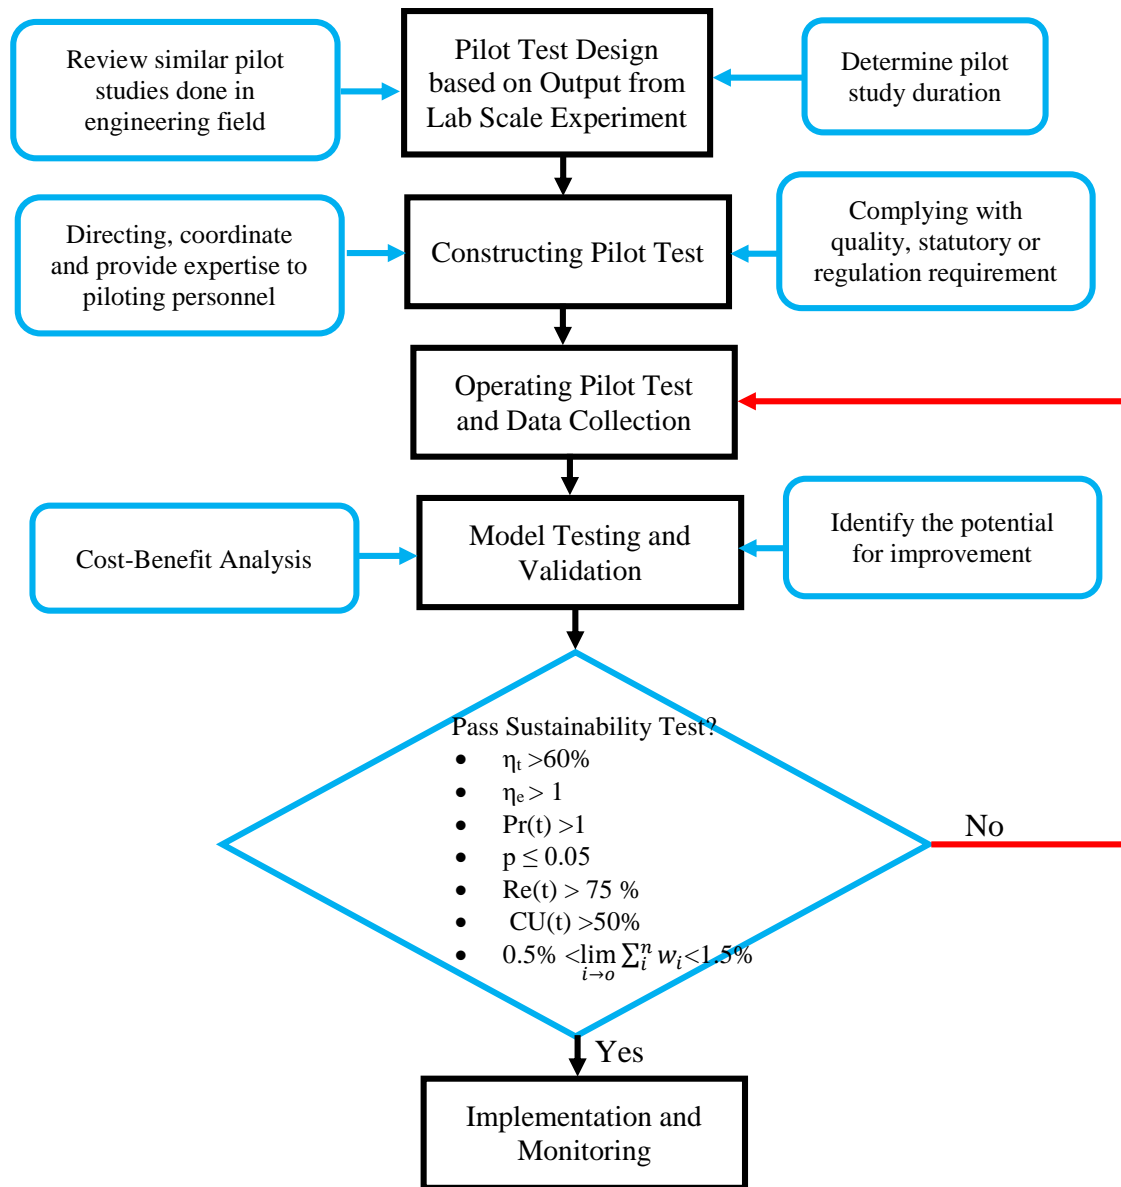 Review similar pilot
studies done in
engineering field
Pilot Test Design
based on Output from
Lab Scale Experiment
Determine pilot
study duration
Directing, coordinate
and provide expertise to
piloting personnel
Constructing Pilot Test
Complying with
quality, statutory or
regulation requirement
Operating Pilot Test
and Data Collection
Cost-Benefit Analysis
Model Testing and
Validation
Identify the potential
for improvement
Pass Sustainability Test?
• ηₜ >60%
• ηₑ > 1
• Pr(t) >1
• p ≤ 0.05
• Re(t) > 75 %
• CU(t) >50%
• 0.5% <lim_{i→o} ∑_i^n w_i<1.5%
No
Yes
Implementation and
Monitoring